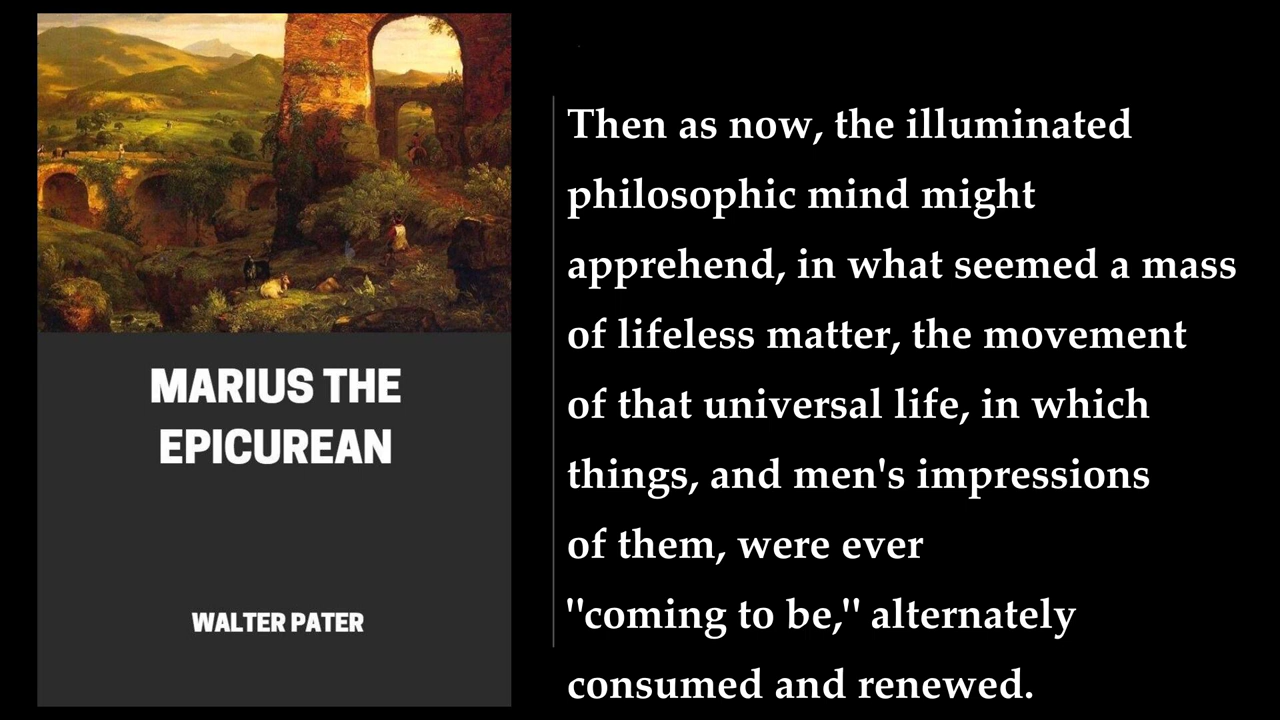 MARIUS THE
EPICUREAN
WALTER PATER
Then as now, the illuminated
philosophic mind might
apprehend, in what seemed a mass
of lifeless matter, the movement
of that universal life, in which
things, and men's impressions
of them, were ever
"coming to be," alternately
consumed and renewed.